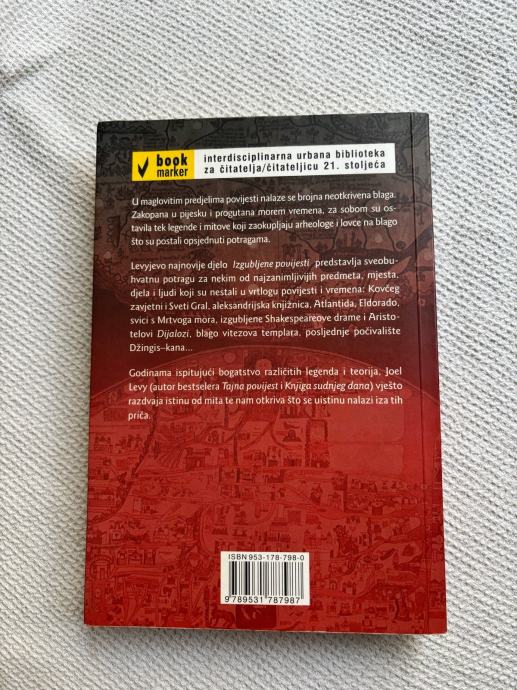 book
marker
interdisciplinarna urbana biblioteka
za čitatelja/čitateljicu 21. stoljeća
U maglovitim predjelima povijesti nalaze se brojna neotkrivena blaga.
Zakopana u pijesku i progutana morem vremena, za sobom su os-
tavila tek legende i mitove koji zaokupljaju arheologe i lovce na blago
što su postali opsjednuti potragama.
Levyjevo najnovije djelo Izgubljene povijesti predstavlja sveobu-
hvatnu potragu za nekim od najzanimljivijih predmeta, mjesta,
djela i ljudi koji su nestali u vrtlogu povijesti i vremena: Kovčeg
zavjetni i Sveti Gral, aleksandrijska knjižnica, Atlantida, Eldorado,
svici s Mrtvoga mora, izgubljene Shakespeareove drame i Aristo-
telovi Dijalozi, blago vitezova templara, posljednje počivalište
Džingis-kana...
Godinama ispitujući bogatstvo različitih legenda i teorija, Joel
Levy (autor bestselera Tajna povijest i Knjiga sudnjeg dana) vješto
razdvaja istinu od mita te nam otkriva što se uistinu nalazi iza tih
priča.
ISBN 953-178-798-0
9 789531 787987